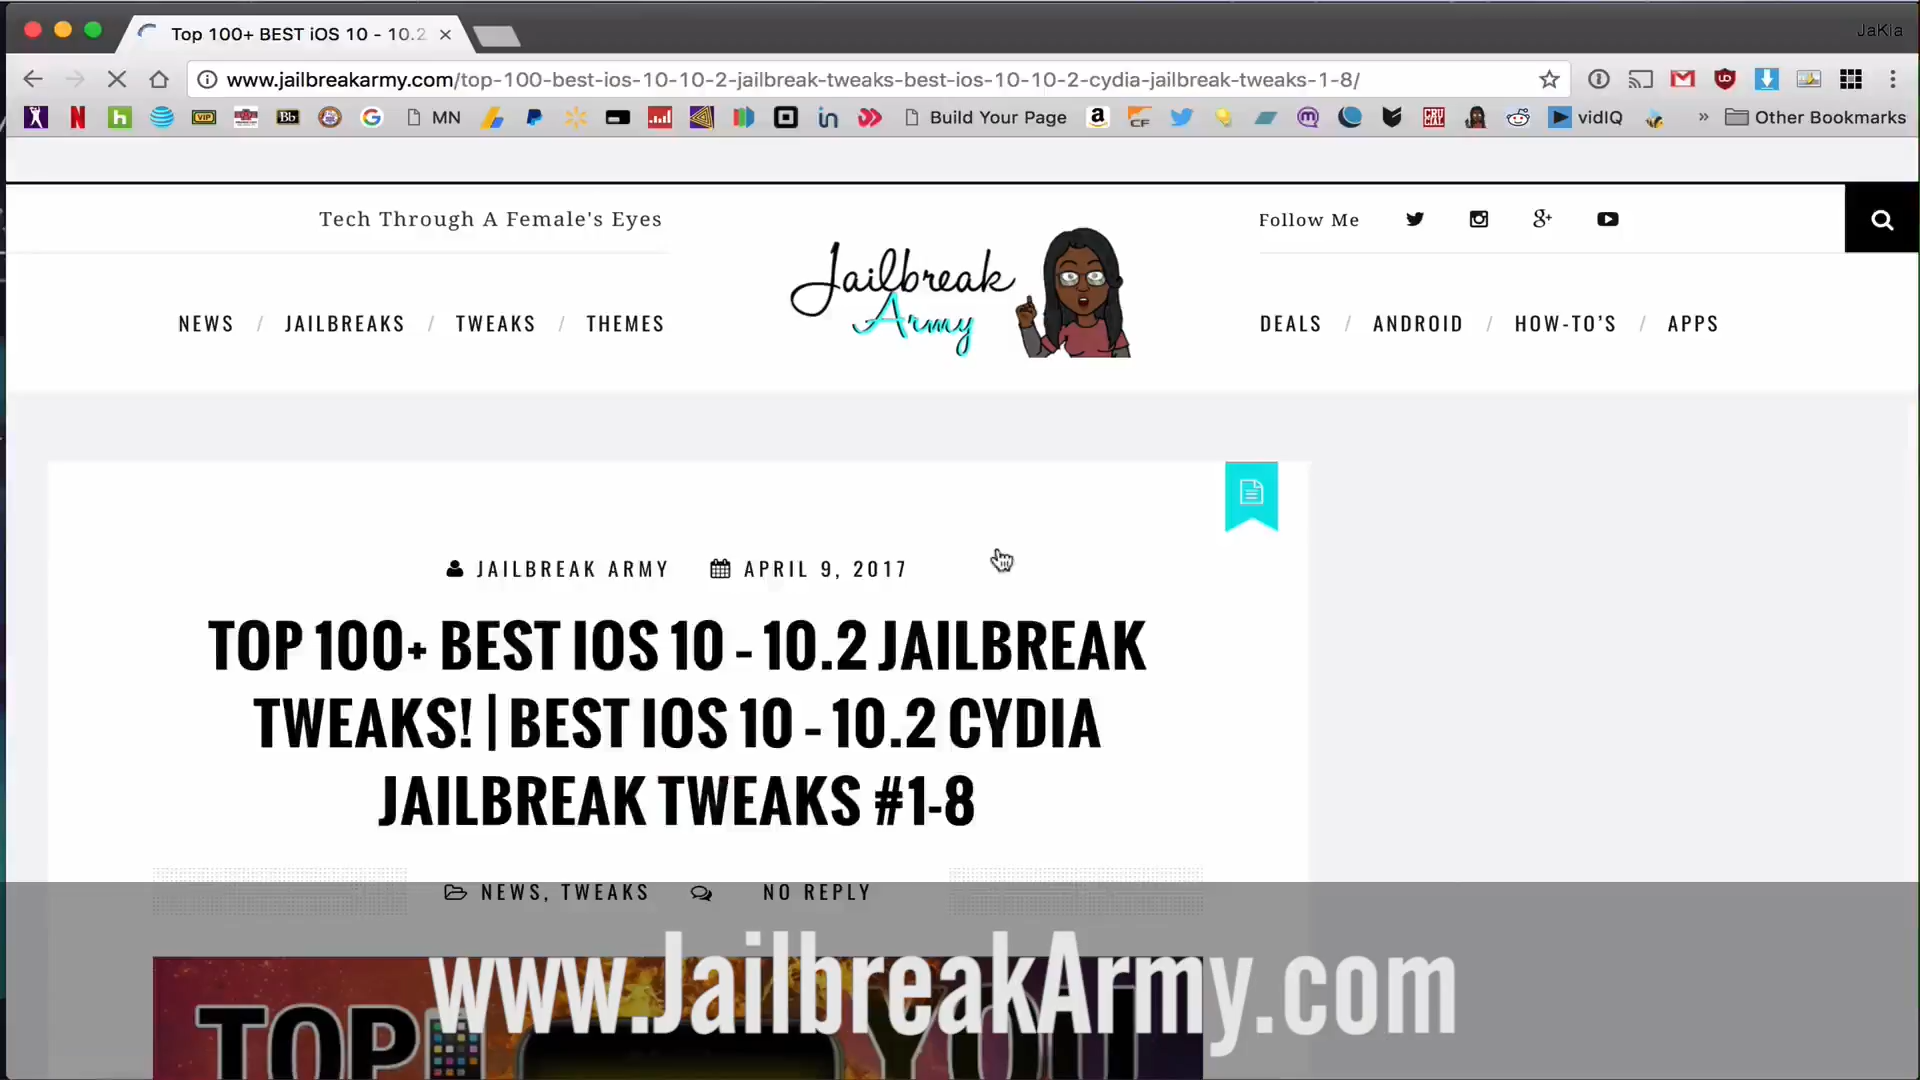 Top 100+ BEST iOS 10 - 10.2
JaKia
www.jailbreakarmy.com/top-100-best-ios-10-10-2-jailbreak-tweaks-best-ios-10-10-2-cydia-jailbreak-tweaks-1-8/
MN
Build Your Page
vidIQ
» Other Bookmarks
Tech Through A Female's Eyes
Follow Me
Jailbreak
Army
NEWS / JAILBREAKS / TWEAKS / THEMES
DEALS / ANDROID / HOW-TO'S / APPS
JAILBREAK ARMY APRIL 9, 2017
TOP 100+ BEST IOS 10 - 10.2 JAILBREAK
TWEAKS! | BEST IOS 10 - 10.2 CYDIA
JAILBREAK TWEAKS #1-8
NEWS, TWEAKS NO REPLY
www.JailbreakArmy.com
TOP
YOU